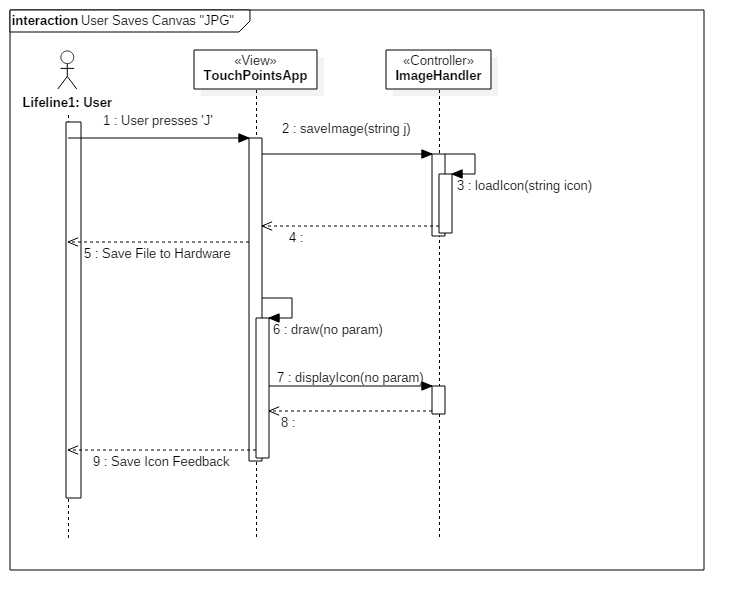 interaction User Saves Canvas "JPG"
«View»
TouchPointsApp
«Controller»
ImageHandler
Lifeline1: User
1 : User presses 'J'
2 : saveImage(string j)
3 : loadIcon(string icon)
4 :
5 : Save File to Hardware
6 : draw(no param)
7 : displayIcon(no param)
8 :
9 : Save Icon Feedback